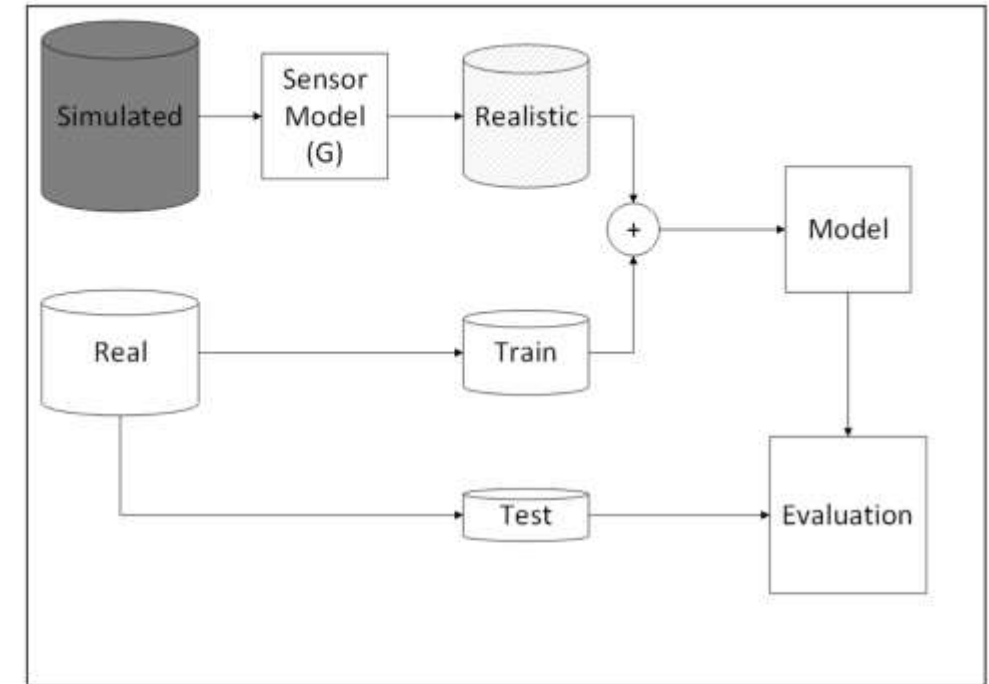 Simulated
Sensor
Model
(G)
Realistic
+
Model
Real
Train
Test
Evaluation